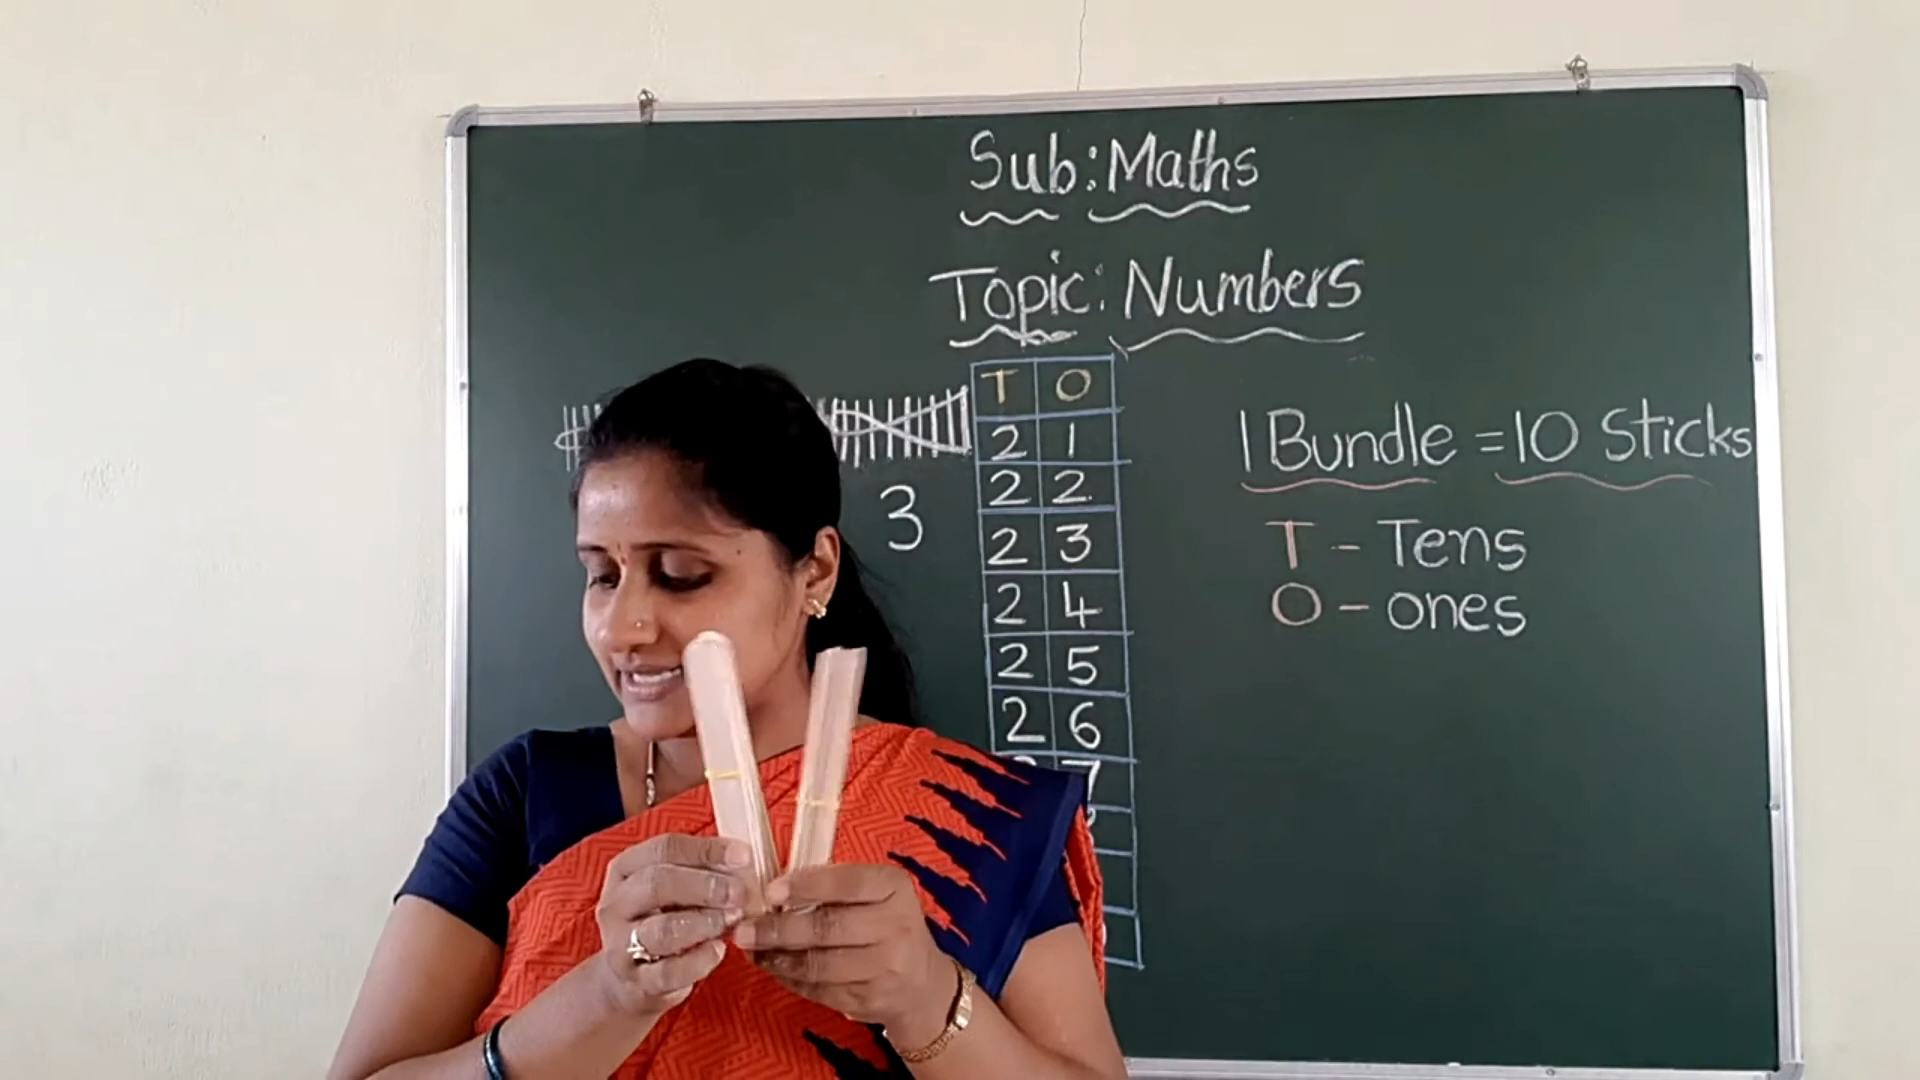 Sub: Maths
Topic: Numbers
T O
2 1
2 2
2 3
2 4
2 5
2 6
7
3
1 Bundle = 10 Sticks
T - Tens
O - ones